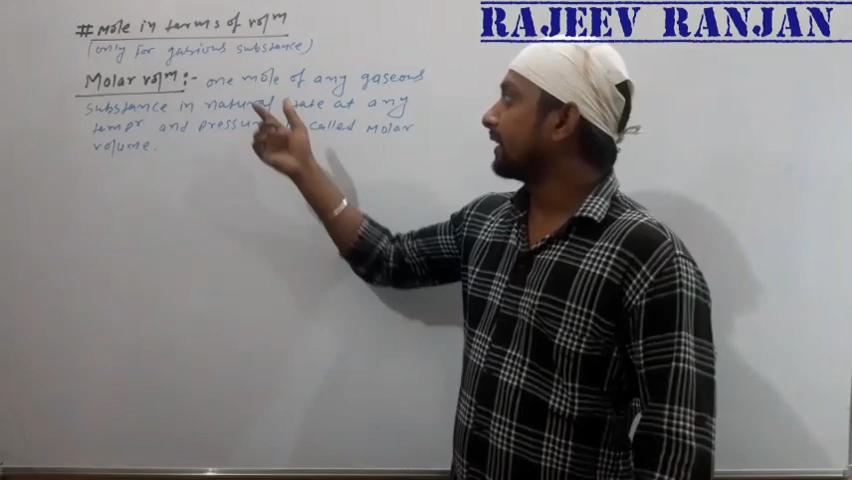 RAJEEV RANJAN
# Mole in terms of volm
(only for gasious substance)
Molar volm :- one mole of any gaseous
substance in natural state at any
tempr and pressure called molar
volume.